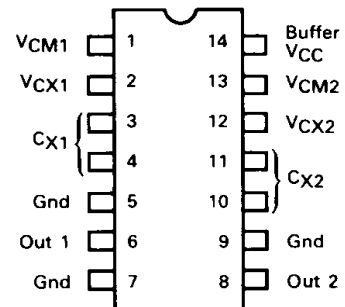 Buffer
VCM1 1 14 VCC
VCX1 2 13 VCM2
3 12 VCX2
CX1
4 11
CX2
Gnd 5 10
Out 1 6 9 Gnd
Gnd 7 8 Out 2